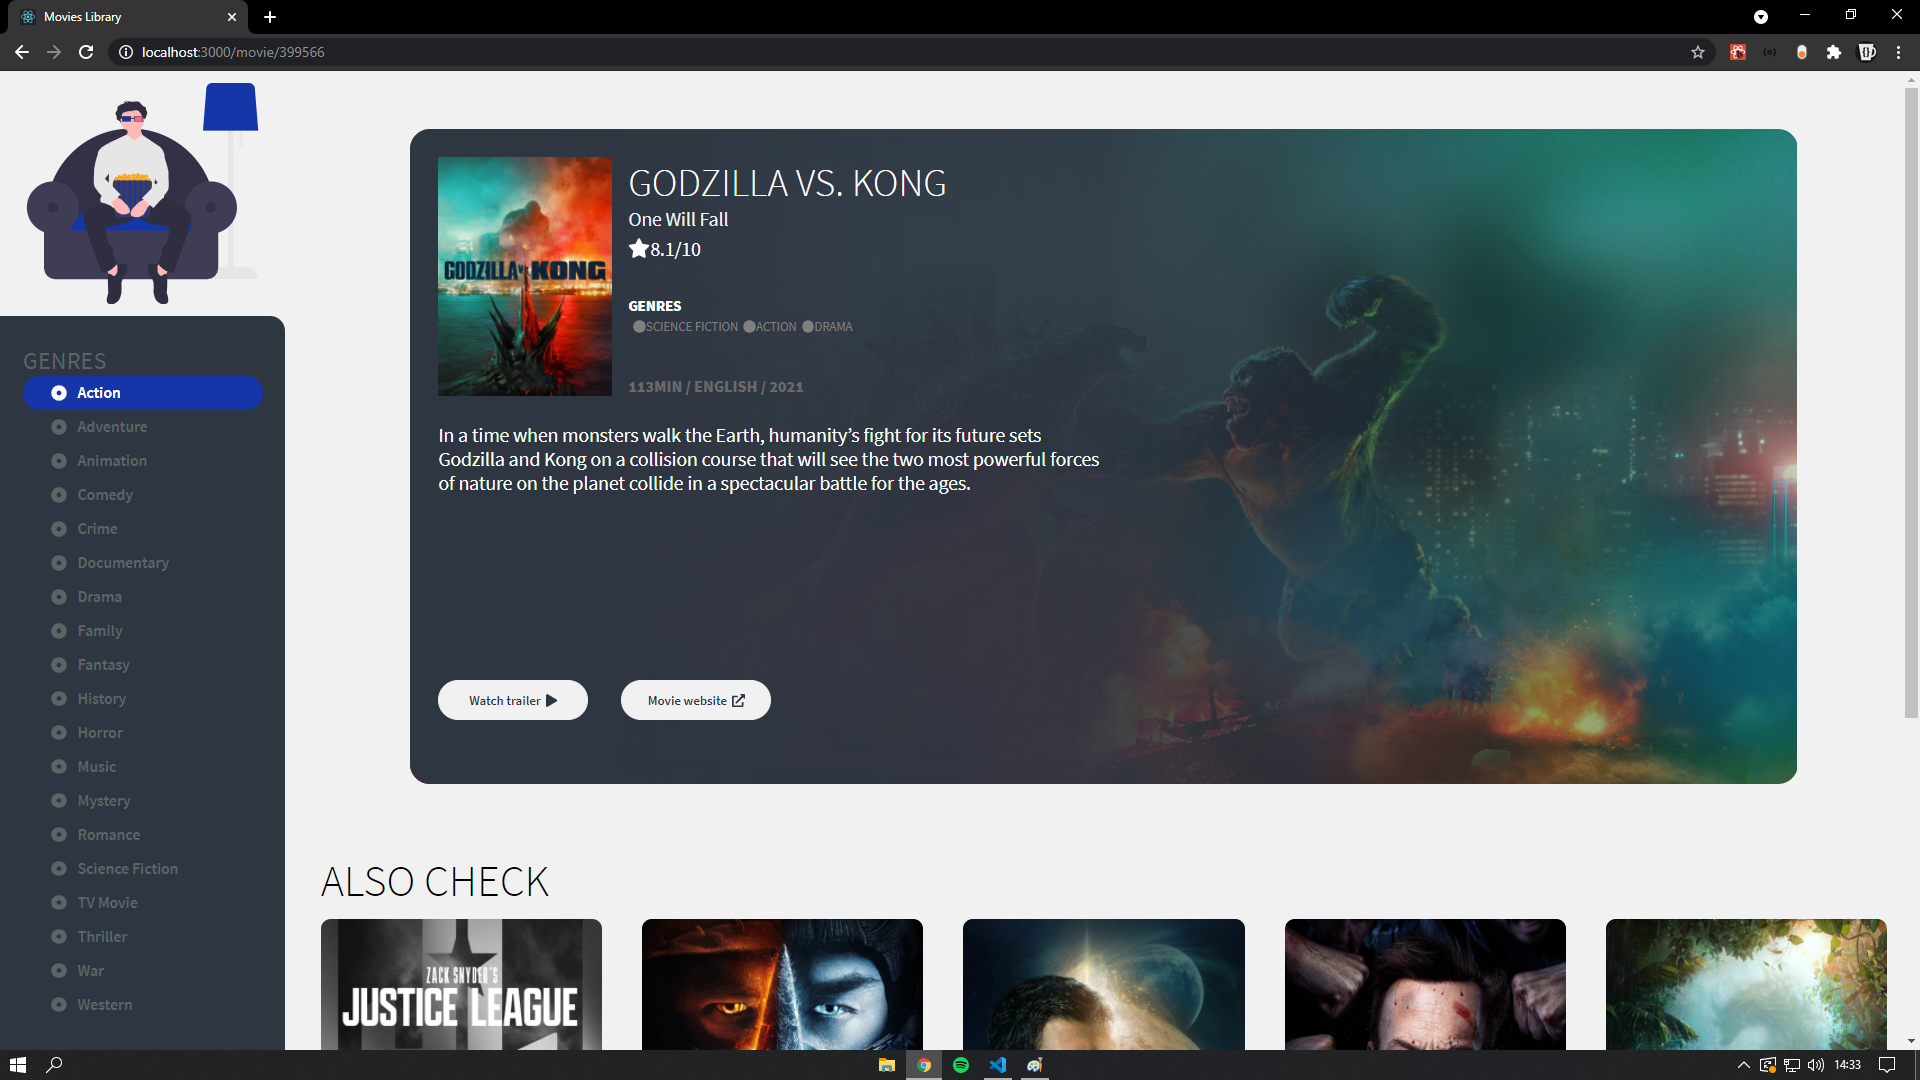 Movies Library
localhost:3000/movie/399566
GODZILLA VS. KONG
One Will Fall
8.1/10
GODZILLA VS. KONG
GENRES
SCIENCE FICTION ACTION DRAMA
113MIN / ENGLISH / 2021
In a time when monsters walk the Earth, humanity’s fight for its future sets
Godzilla and Kong on a collision course that will see the two most powerful forces
of nature on the planet collide in a spectacular battle for the ages.
Watch trailer
Movie website
GENRES
Action
Adventure
Animation
Comedy
Crime
Documentary
Drama
Family
Fantasy
History
Horror
Music
Mystery
Romance
Science Fiction
TV Movie
Thriller
War
Western
ALSO CHECK
ZACK SNYDER'S
JUSTICE LEAGUE
14:33